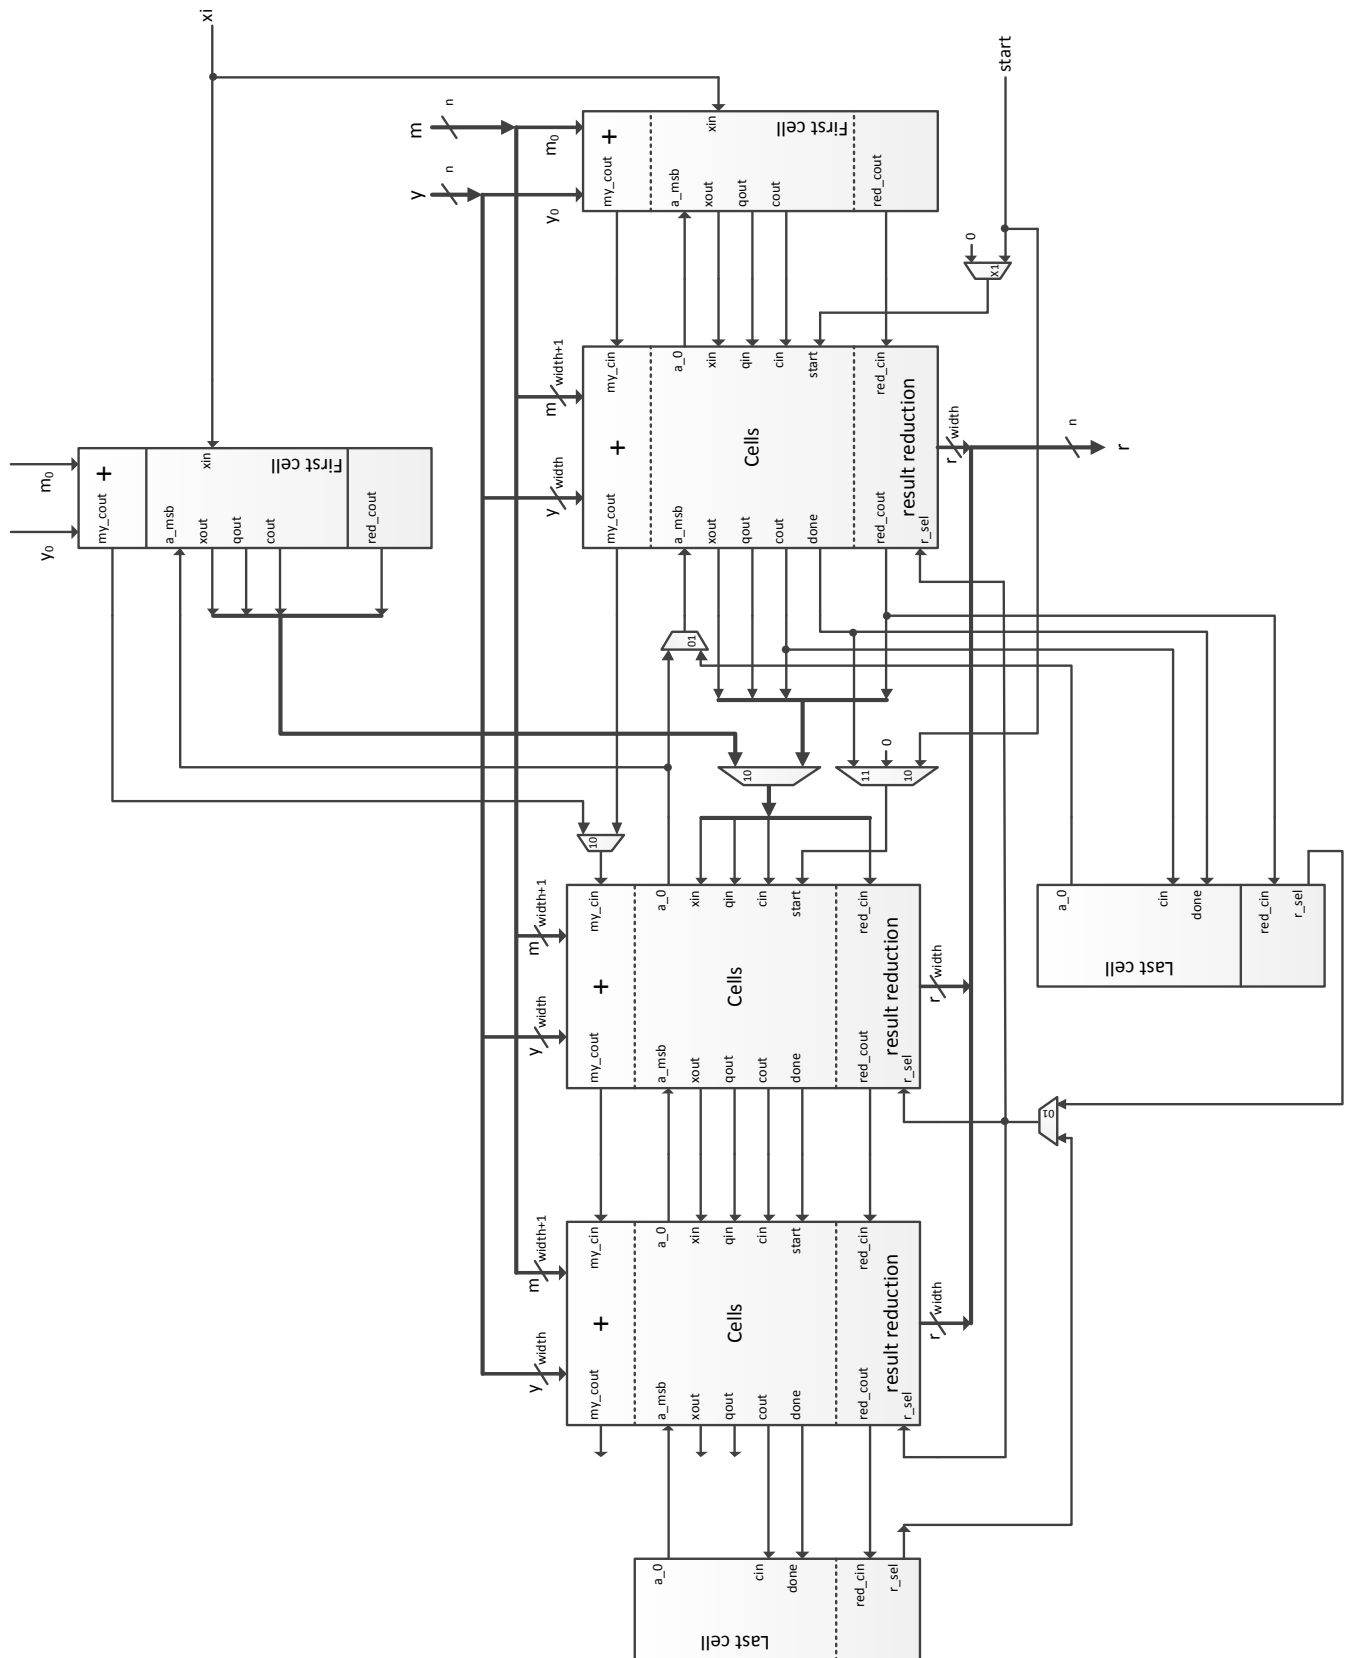 xi
start
m
n
y
n
m0
y0
my_cout
+
a_msb
xin
xout
qout
cout
First cell
red_cout
0
X1
m0
y0
my_cout
+
a_msb
xin
xout
qout
cout
First cell
red_cout
m
width+1
y
width
my_cin
+
my_cout
a_0
xin
qin
cin
start
Cells
a_msb
xout
qout
cout
done
red_cin
result reduction
red_cout
r_sel
r
width
n
r
01
10
10
11
0
10
m
width+1
y
width
my_cin
+
my_cout
a_0
xin
qin
cin
start
Cells
a_msb
xout
qout
cout
done
red_cin
result reduction
red_cout
r_sel
r
width
a_0
cin
done
Last cell
red_cin
r_sel
01
m
width+1
y
width
my_cin
+
my_cout
a_0
xin
qin
cin
start
Cells
a_msb
xout
qout
cout
done
red_cin
result reduction
red_cout
r_sel
r
width
a_0
cin
done
Last cell
red_cin
r_sel